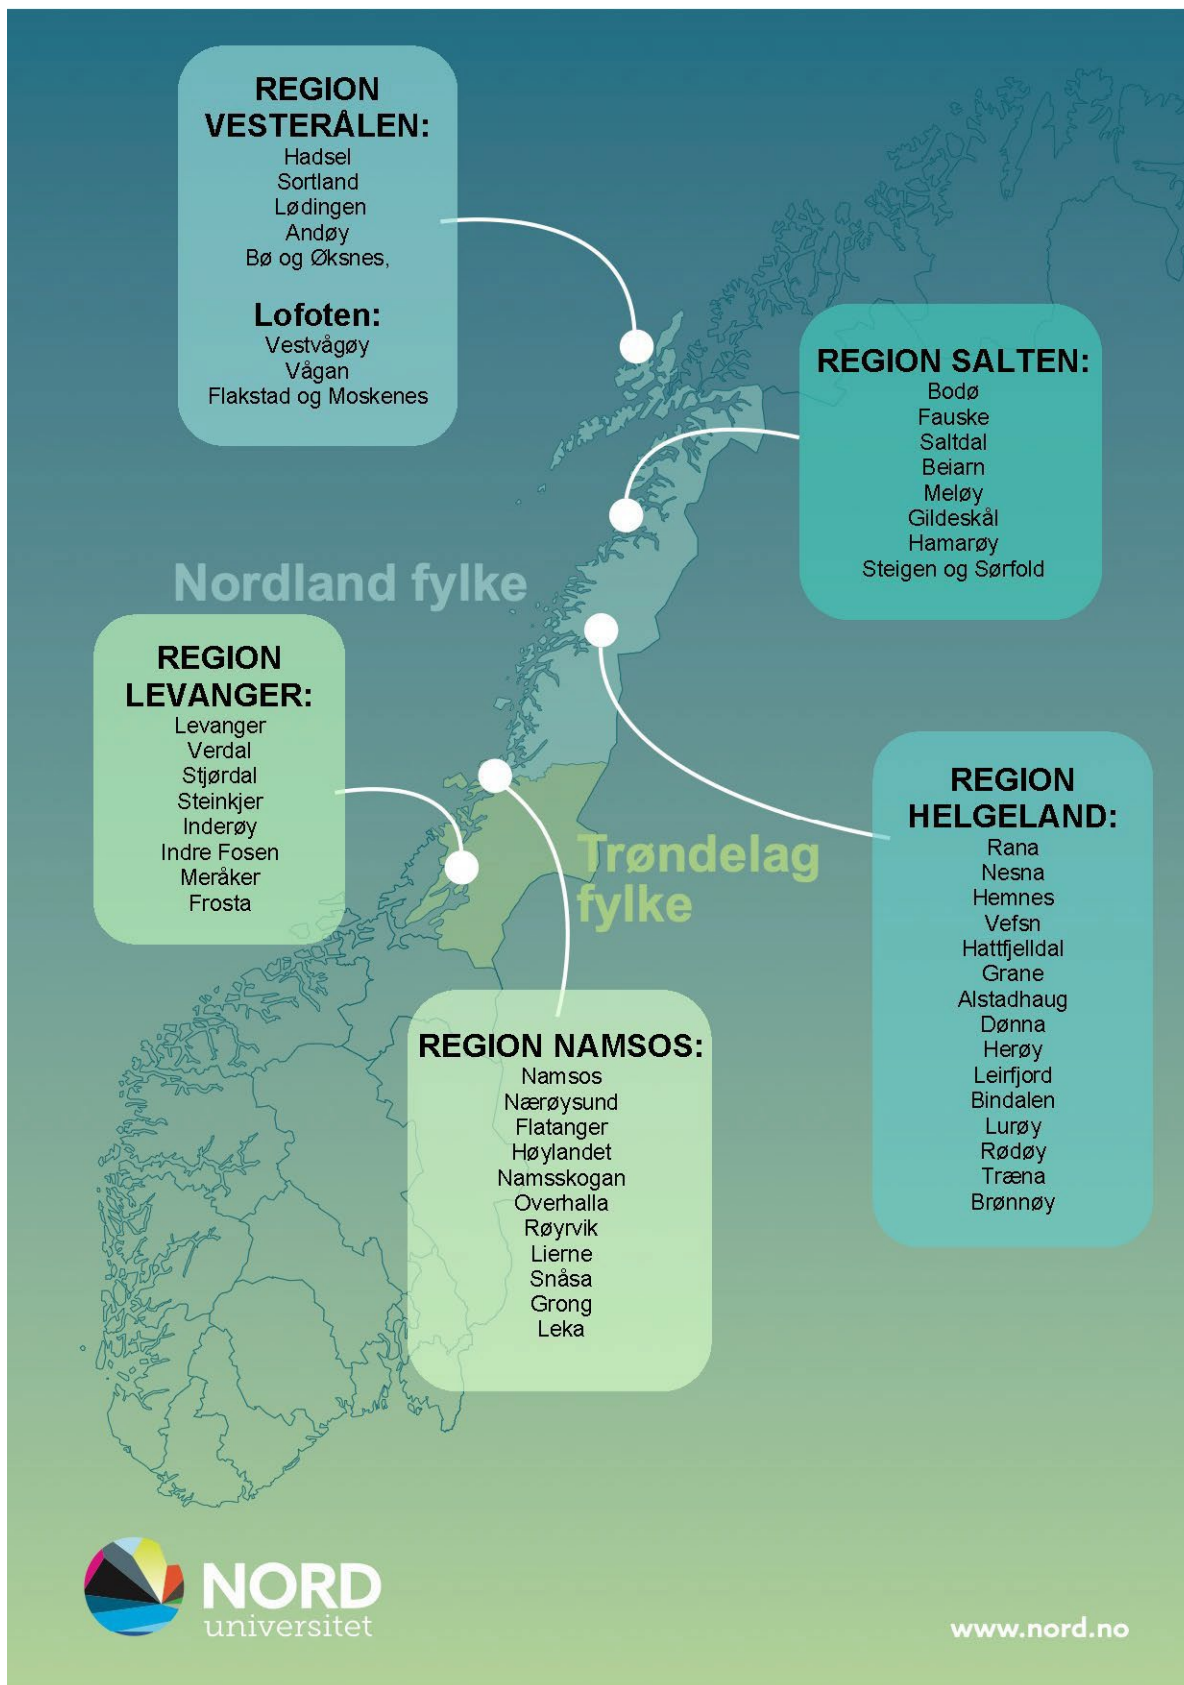 REGION
VESTERÅLEN:
Hadsel
Sortland
Lødingen
Andøy
Bø og Øksnes,
Lofoten:
Vestvågøy
Vågan
Flakstad og Moskenes
REGION SALTEN:
Bodø
Fauske
Saltdal
Beiarn
Meløy
Gildeskål
Hamarøy
Steigen og Sørfold
Nordland fylke
REGION
LEVANGER:
Levanger
Verdal
Stjørdal
Steinkjer
Inderøy
Indre Fosen
Meråker
Frosta
Trøndelag
fylke
REGION
HELGELAND:
Rana
Nesna
Hemnes
Vefsn
Hattfjelldal
Grane
Alstadhaug
Dønna
Herøy
Leirfjord
Bindalen
Lurøy
Rødøy
Træna
Brønnøy
REGION NAMSOS:
Namsos
Nærøysund
Flatanger
Høylandet
Namsskogan
Overhalla
Røyrvik
Lierne
Snåsa
Grong
Leka
NORD
universitet
www.nord.no